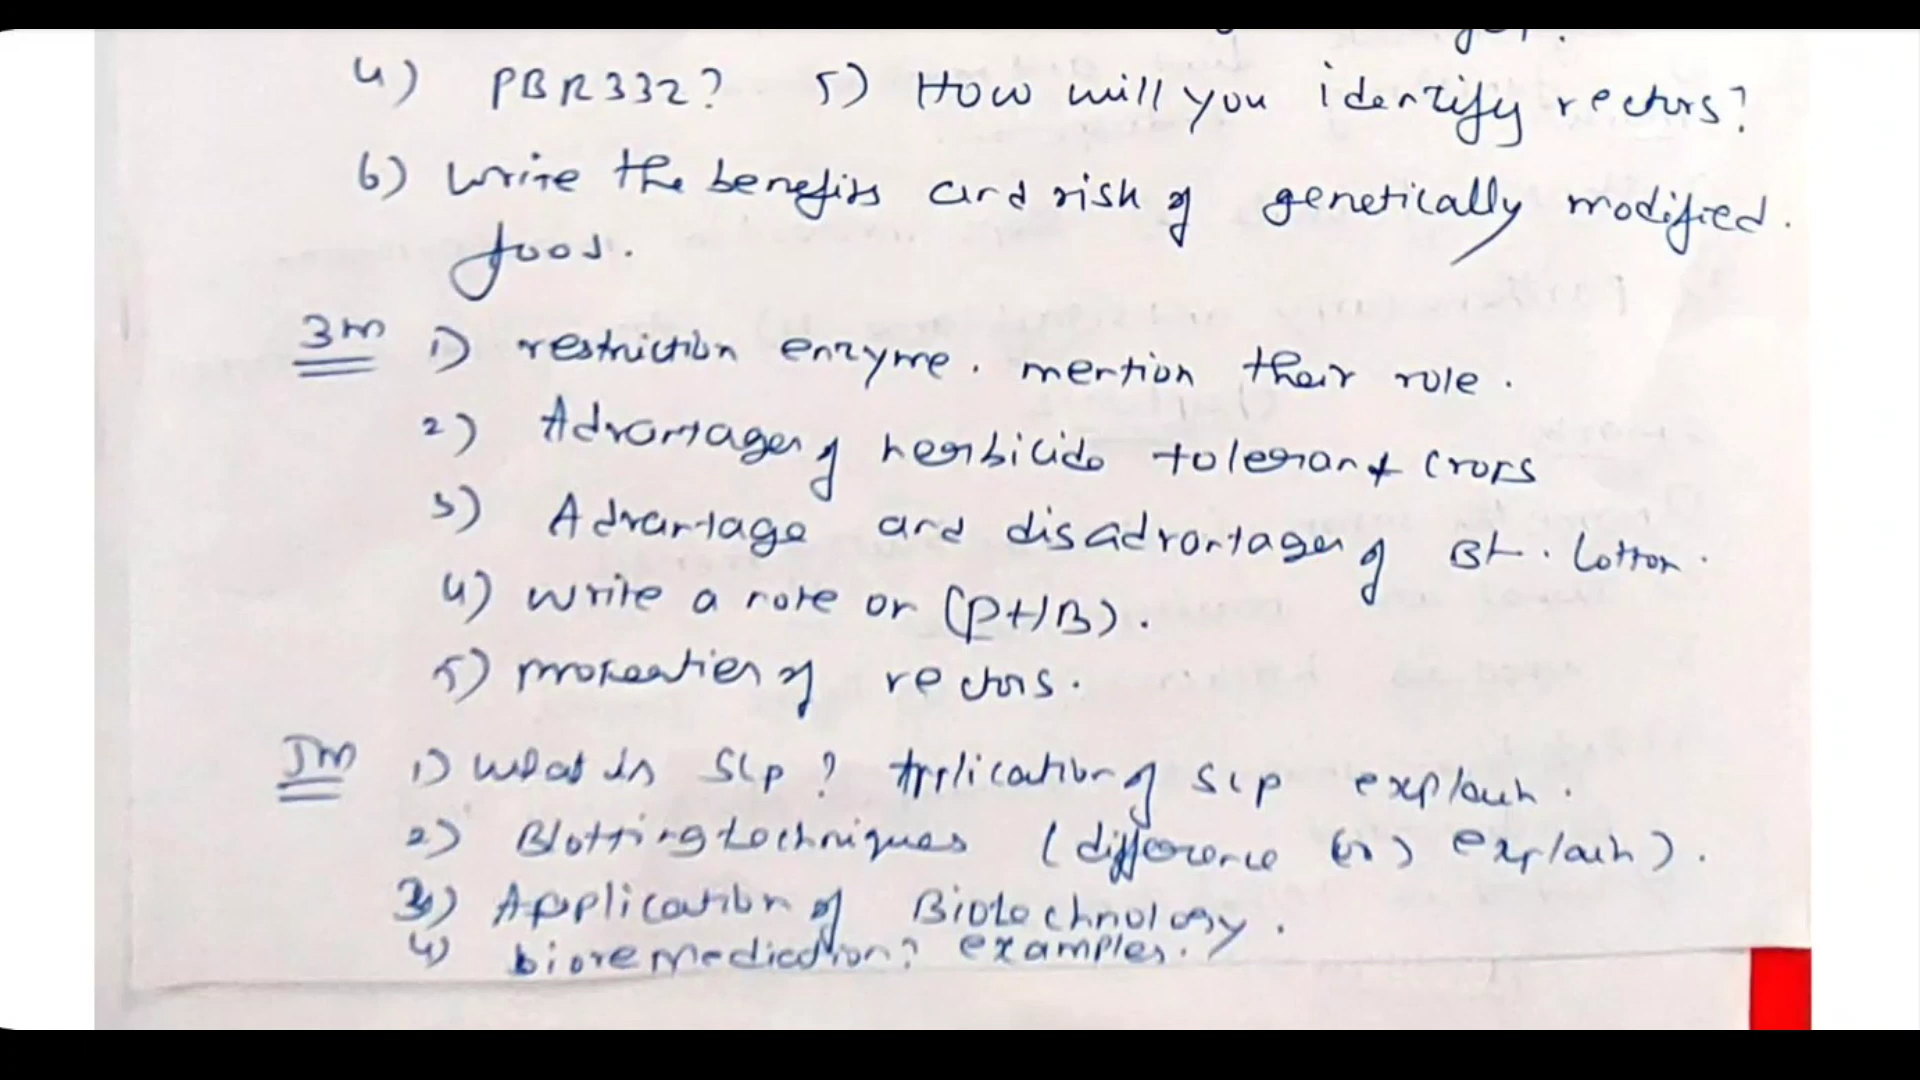 4) PBR332? 5) How will you identify vectors?
6) write the benefits and risk of genetically modified.
food.
3m 1) restriction enzyme. mention their role.
2) Advantages of herbicide tolerant crops
3) Advantage and disadvantages of Bt. Cotton.
4) write a note on (PHB).
5) properties of vectors.
5m 1) what is Scp? Application of scp explain.
2) Blotting techniques (difference (or) explain).
3) Application of Biotechnology.
4) bioremediation? examples.